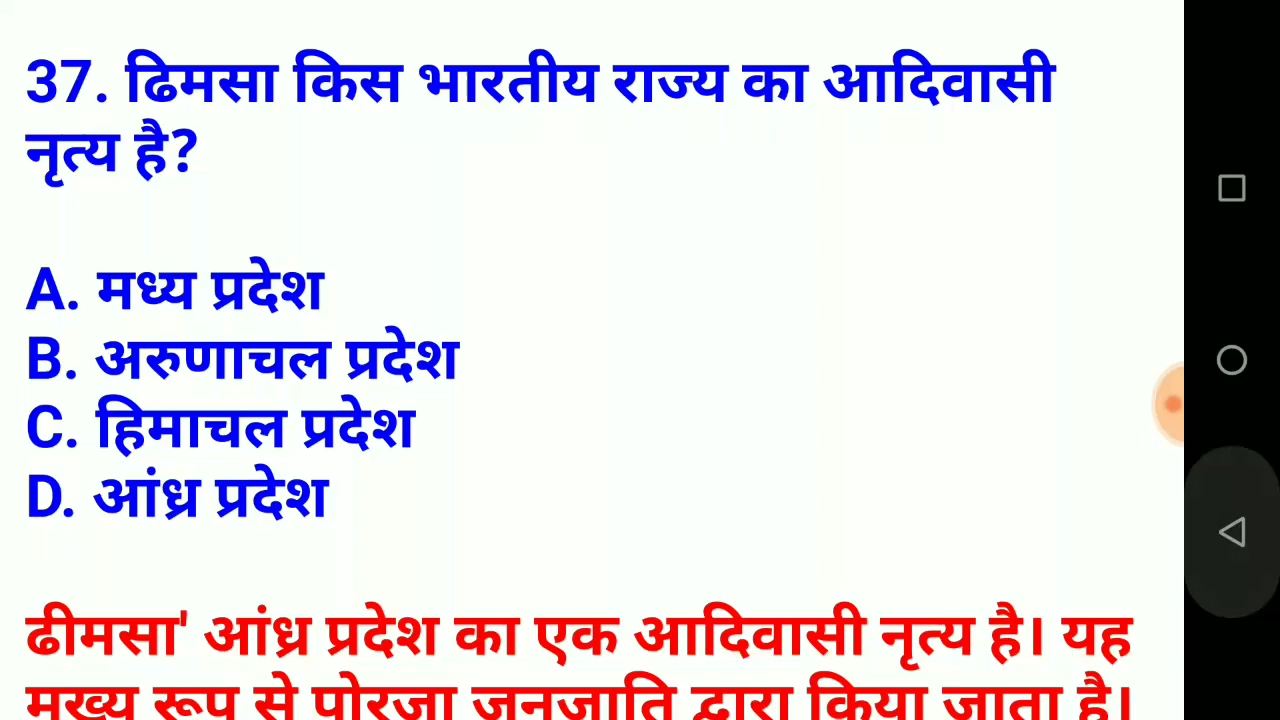 37. ढिमसा किस भारतीय राज्य का आदिवासी
नृत्य है?
A. मध्य प्रदेश
B. अरुणाचल प्रदेश
C. हिमाचल प्रदेश
D. आंध्र प्रदेश
ढीमसा' आंध्र प्रदेश का एक आदिवासी नृत्य है। यह
मुख्य रूप से पोरजा जनजाति द्वारा किया जाता है।